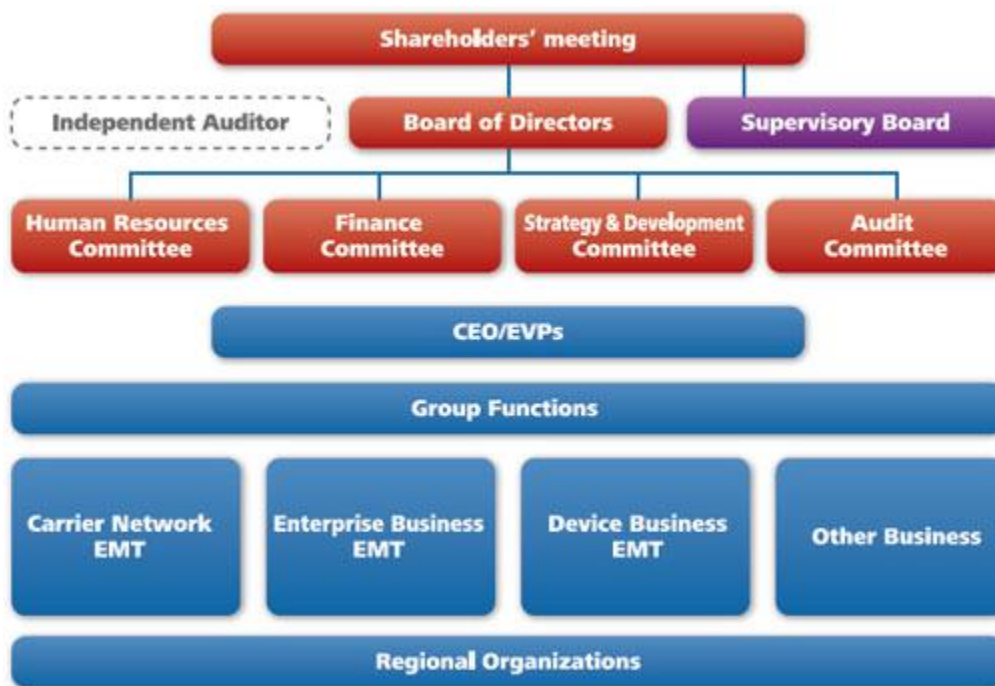 Shareholders' meeting
Independent Auditor
Board of Directors
Supervisory Board
Human Resources
Committee
Finance
Committee
Strategy & Development
Committee
Audit
Committee
CEO/EVPs
Group Functions
Carrier Network
EMT
Enterprise Business
EMT
Device Business
EMT
Other Business
Regional Organizations